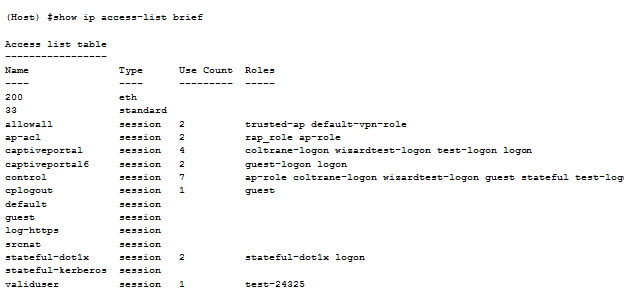 (Host) #show ip access-list brief
Access list table
-----------------
Name Type Use Count Roles
---- ---- --------- -----
200 eth
33 standard
allowall session 2 trusted-ap default-vpn-role
ap-acl session 2 rap_role ap-role
captiveportal session 4 coltrane-logon wizardtest-logon test-logon logon
captiveportal6 session 2 guest-logon logon
control session 7 ap-role coltrane-logon wizardtest-logon guest stateful test-log
cplogout session 1 guest
default session
guest session
log-https session
srcnat session
stateful-dot1x session 2 stateful-dot1x logon
stateful-kerberos session
validuser session 1 test-24325